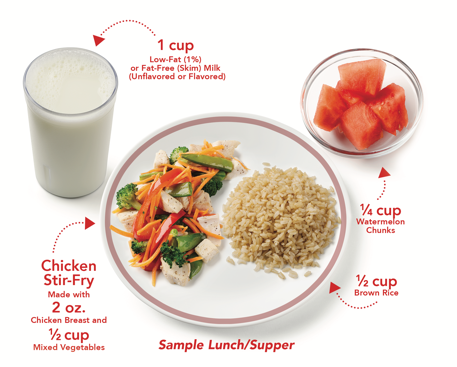 1 cup
Low-Fat (1%)
or Fat-Free (Skim) Milk
(Unflavored or Flavored)
¼ cup
Watermelon
Chunks
Chicken
Stir-Fry
Made with
2 oz.
Chicken Breast and
½ cup
Mixed Vegetables
½ cup
Brown Rice
Sample Lunch/Supper